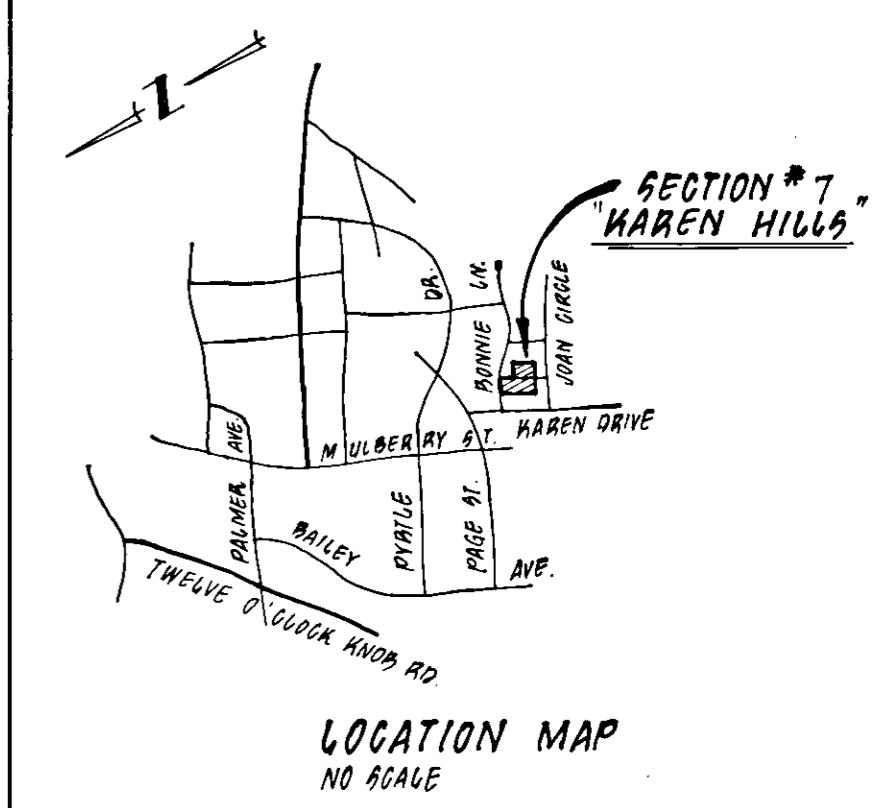 N
SECTION # 7
"KAREN HILLS"
DR.
BONNIE LN.
JOAN CIRCLE
KAREN DRIVE
MULBERRY ST.
PALMER AVE.
BAILEY AVE.
PYRTLE
PAGE ST.
TWELVE O'CLOCK KNOB RD.
LOCATION MAP
NO SCALE